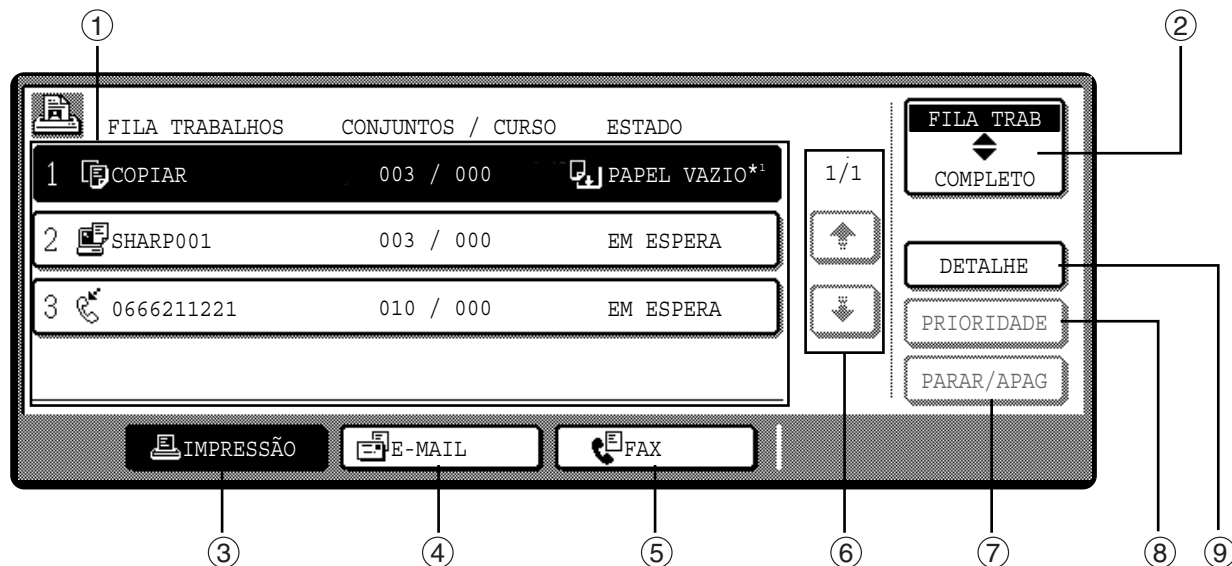 ① ②
FILA TRABALHOS CONJUNTOS / CURSO ESTADO
1 COPIAR 003 / 000 PAPEL VAZIO*1
2 SHARP001 003 / 000 EM ESPERA
3 0666211221 010 / 000 EM ESPERA
1/1
FILA TRAB
COMPLETO
DETALHE
PRIORIDADE
PARAR/APAG
IMPRESSÃO E-MAIL FAX
③ ④ ⑤ ⑥ ⑦ ⑧ ⑨